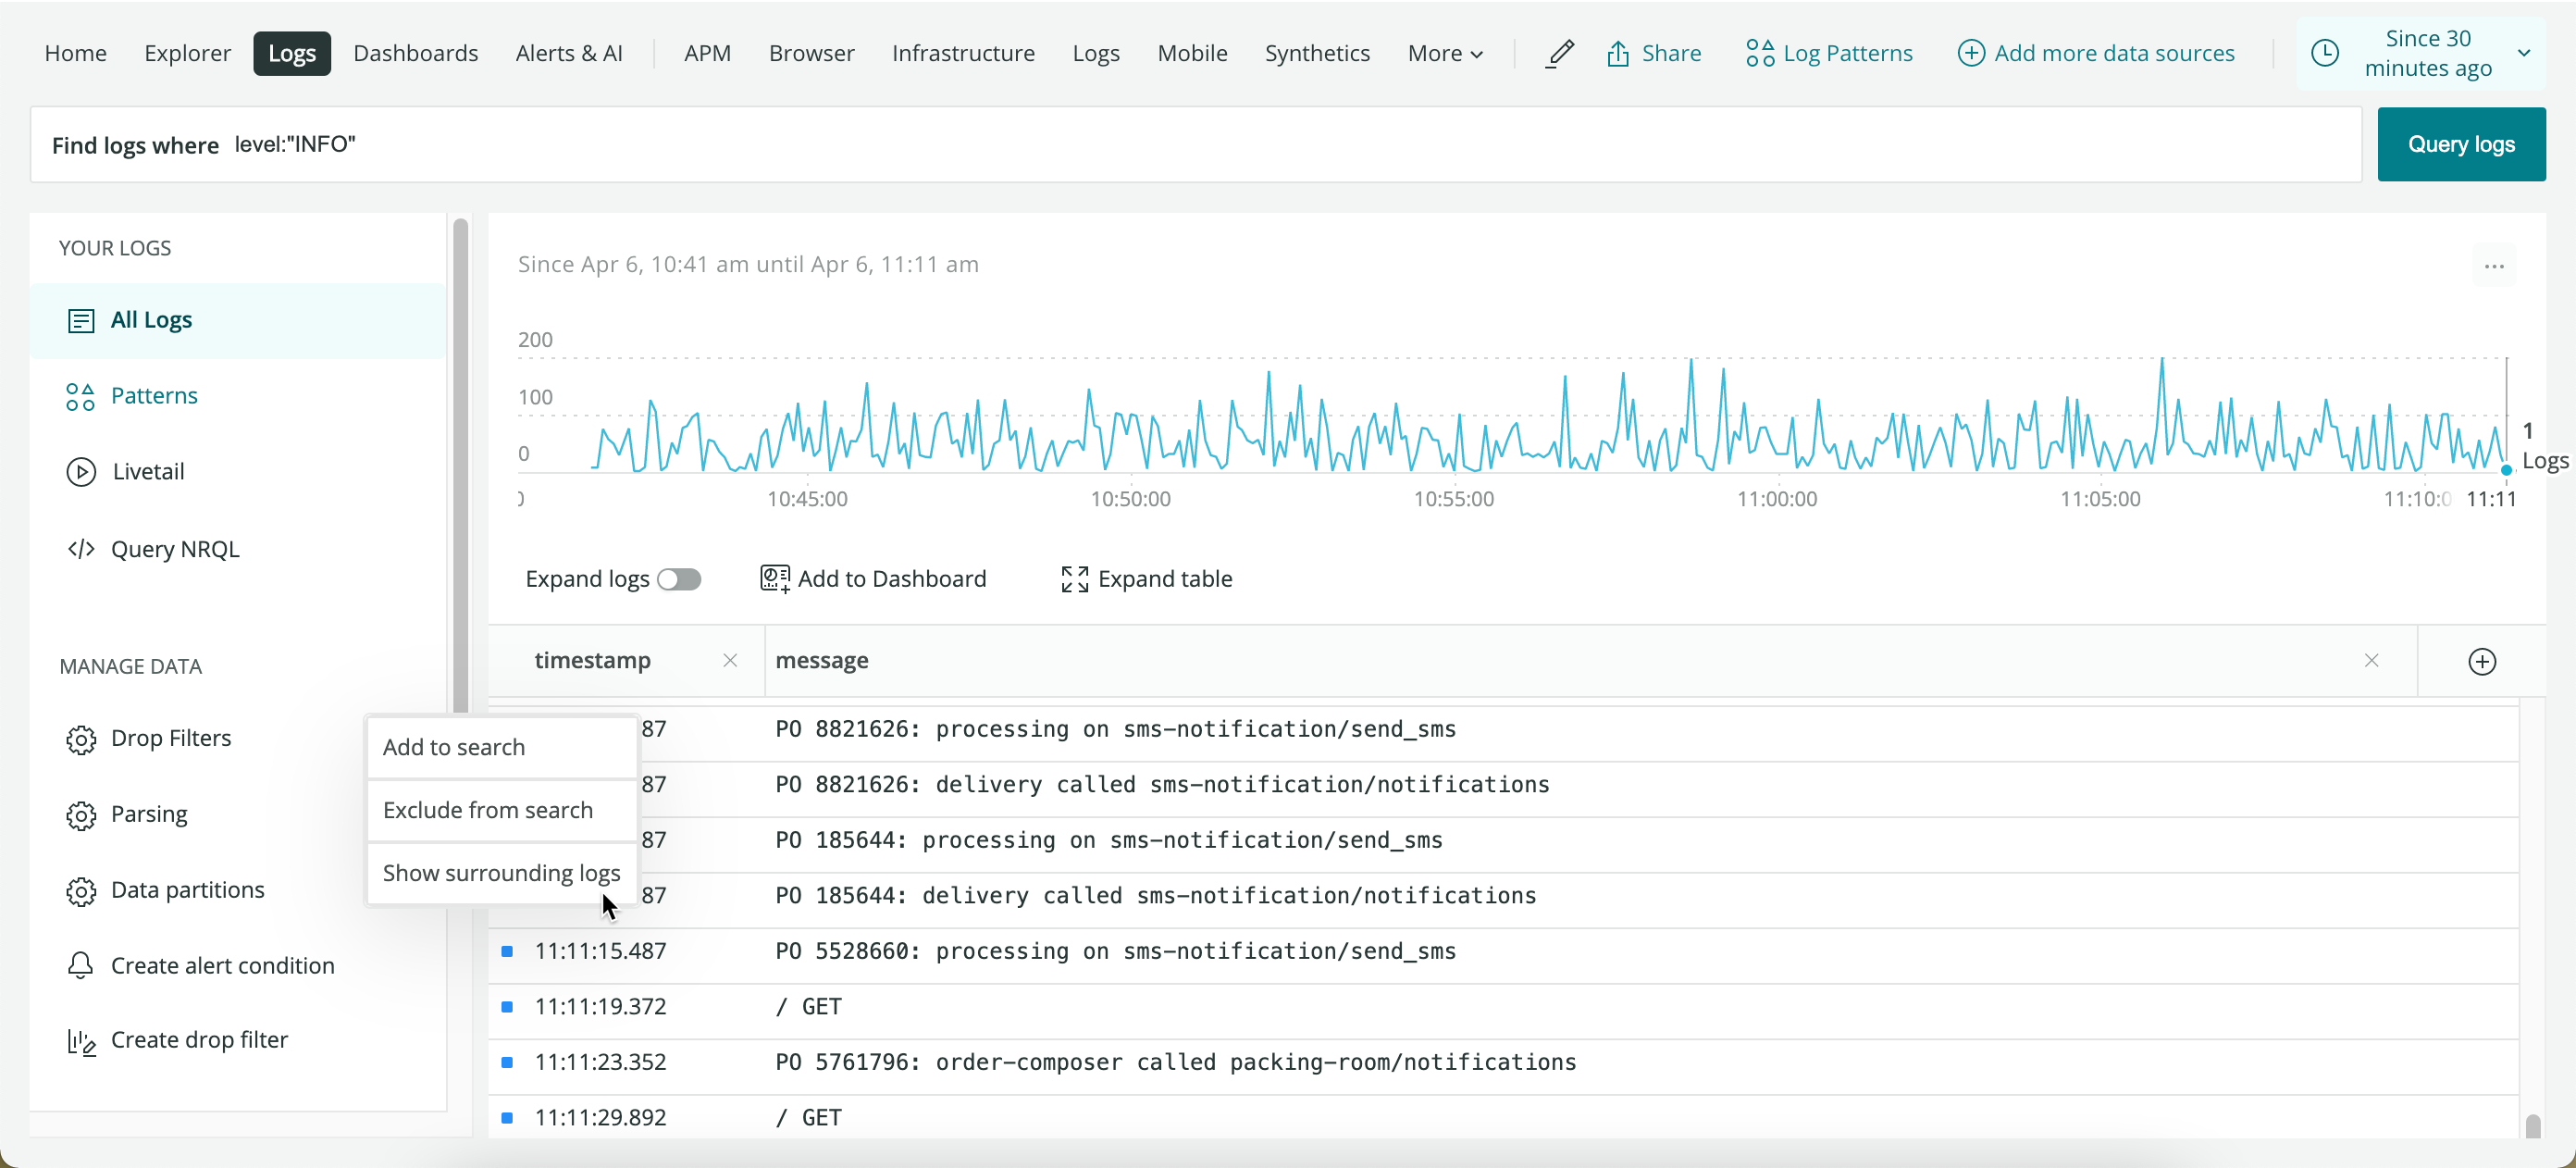 Home Explorer Logs Dashboards Alerts & AI APM Browser Infrastructure Logs Mobile Synthetics More Share Log Patterns Add more data sources Since 30
minutes ago
Find logs where level:"INFO" Query logs
YOUR LOGS
All Logs
Patterns
Livetail
Query NRQL
MANAGE DATA
Drop Filters
Parsing
Data partitions
Create alert condition
Create drop filter
Add to search
Exclude from search
Show surrounding logs
Since Apr 6, 10:41 am until Apr 6, 11:11 am
200
100
0
1
Logs
10:45:00 10:50:00 10:55:00 11:00:00 11:05:00 11:10:0 11:11
Expand logs Add to Dashboard Expand table
timestamp message
87 PO 8821626: processing on sms-notification/send_sms
87 PO 8821626: delivery called sms-notification/notifications
87 PO 185644: processing on sms-notification/send_sms
87 PO 185644: delivery called sms-notification/notifications
11:11:15.487 PO 5528660: processing on sms-notification/send_sms
11:11:19.372 / GET
11:11:23.352 PO 5761796: order-composer called packing-room/notifications
11:11:29.892 / GET